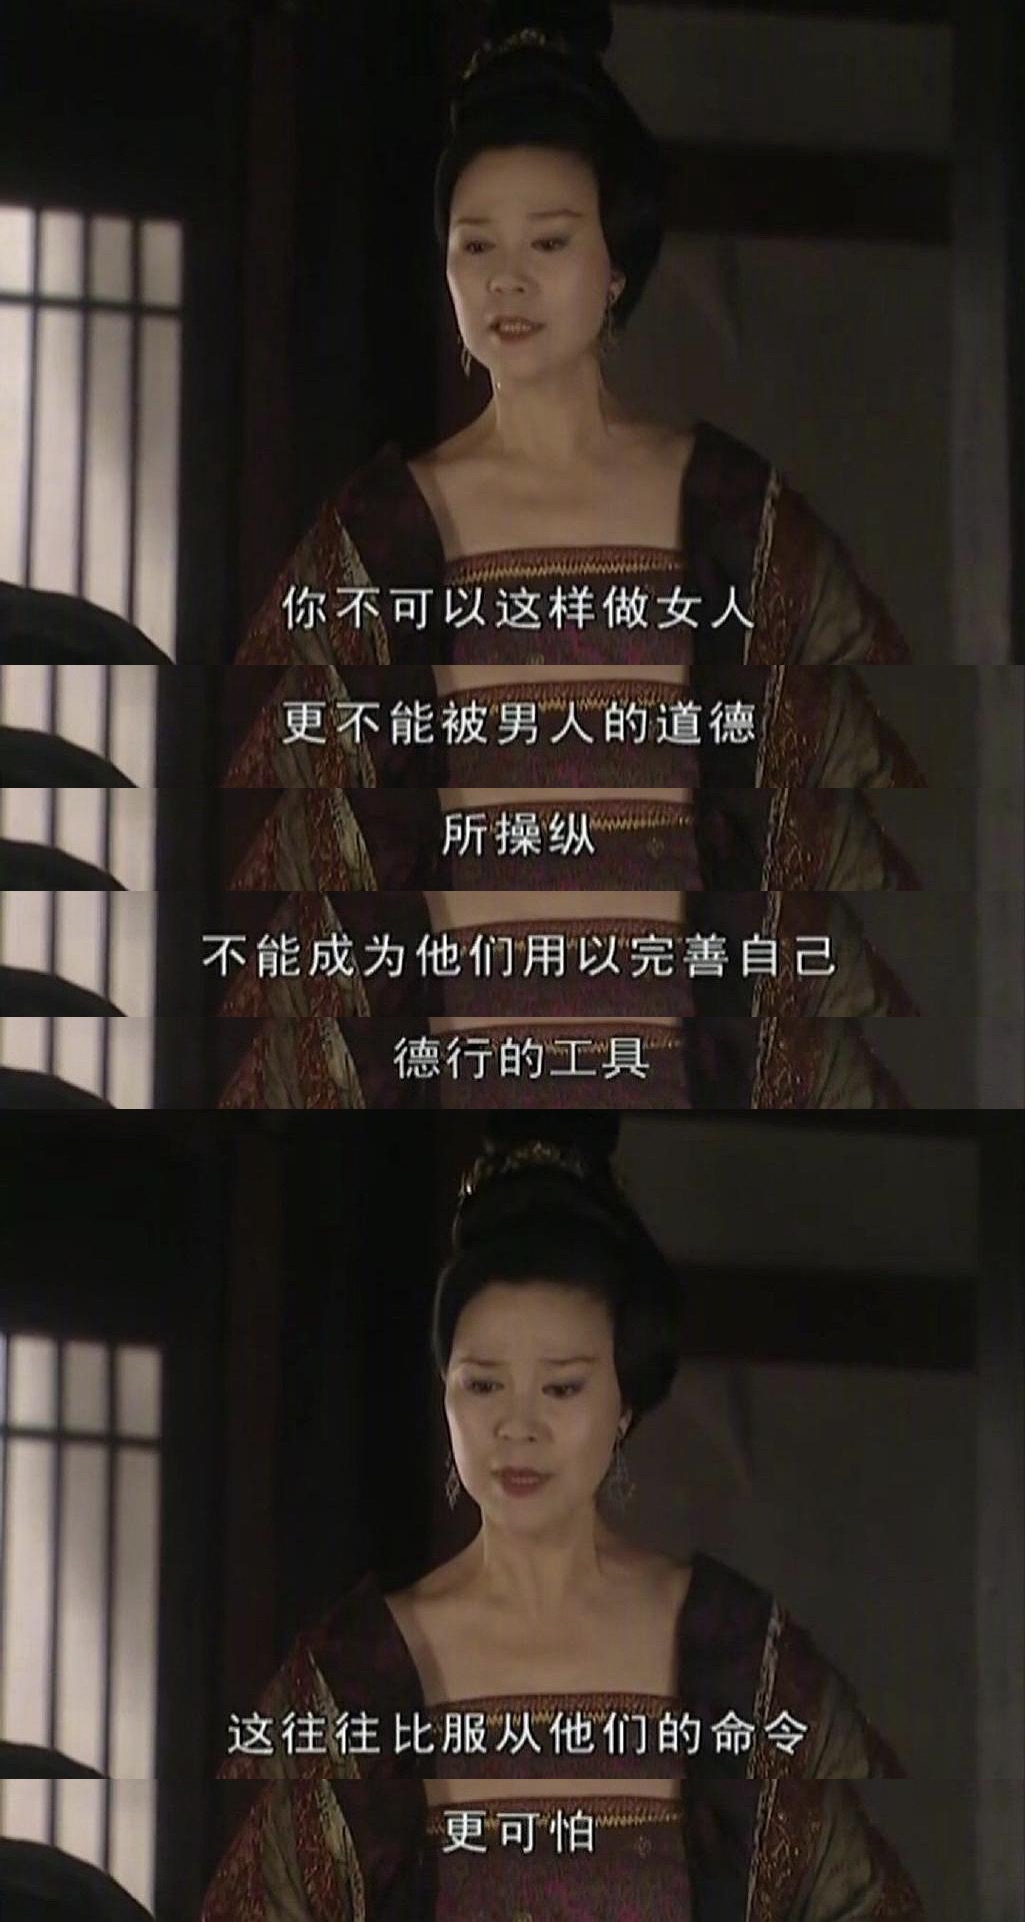 你不可以这样做女人
更不能被男人的道德
所操纵
不能成为他们用以完善自己
德行的工具
这往往比服从他们的命令
更可怕